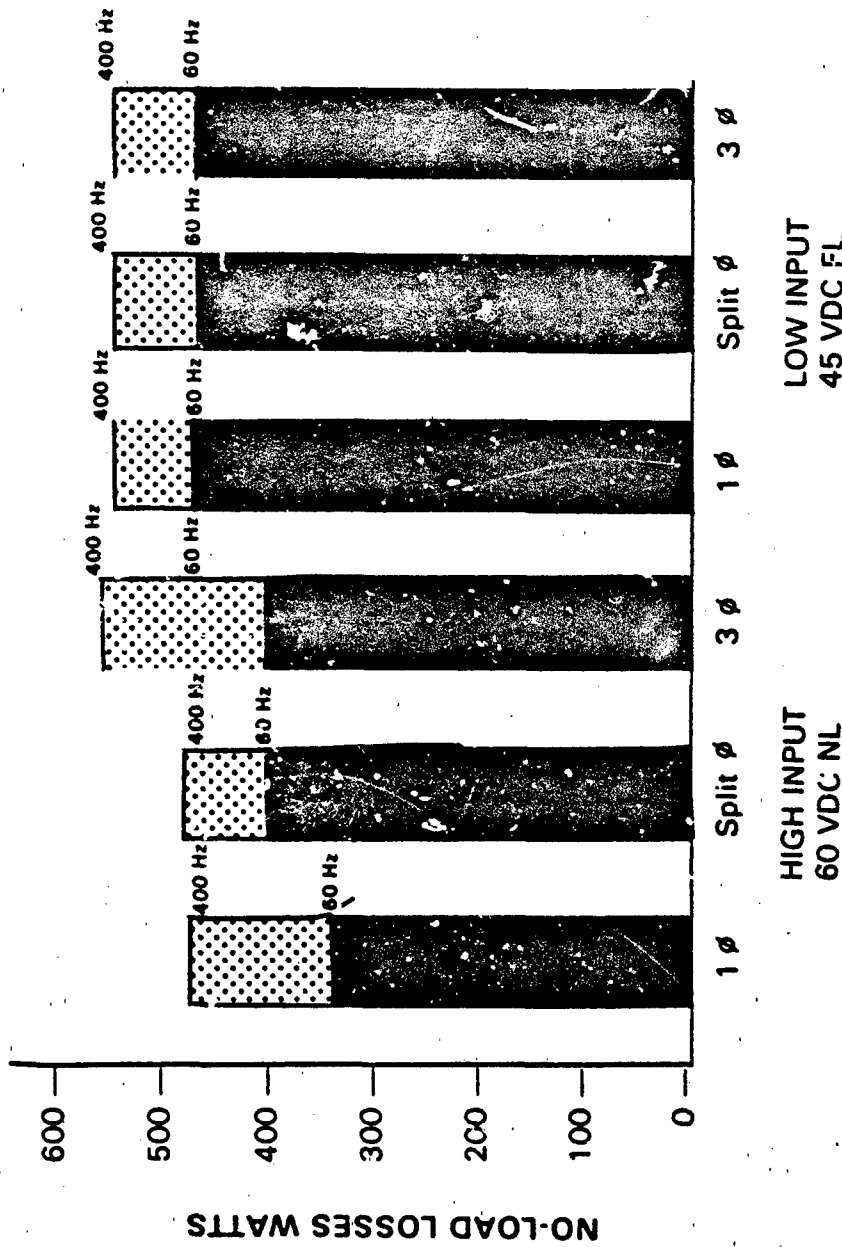 NO-LOAD LOSSES WATTS
600
500
400
300
200
100
0
400 Hz
60 Hz
1 Ø
400 Hz
60 Hz
Split Ø
400 Hz
60 Hz
3 Ø
400 Hz
60 Hz
1 Ø
400 Hz
60 Hz
Split Ø
400 Hz
60 Hz
3 Ø
HIGH INPUT
60 VDC NL
LOW INPUT
45 VDC FL